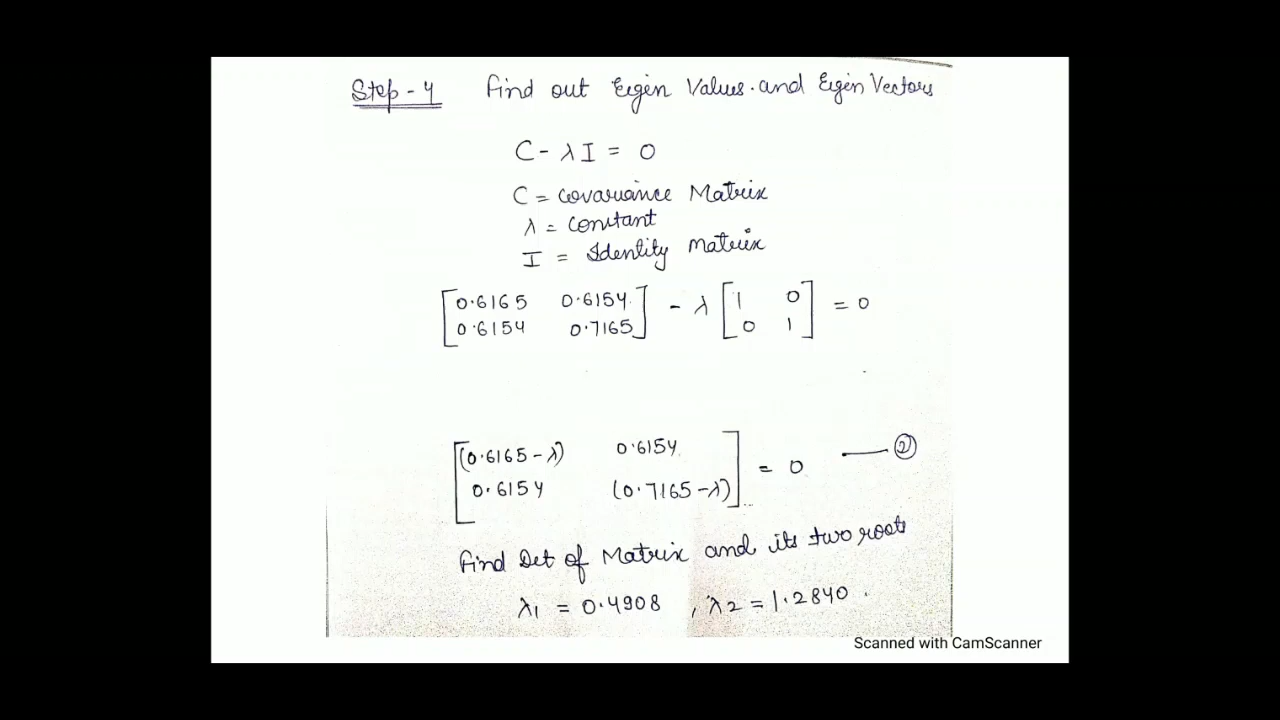 Step-4 Find out Eigen Values and Eigen Vectors
C - λI = 0
C = covariance Matrix
λ = constant
I = Identity matrix
[0.6165 0.6154
0.6154 0.7165] - λ [1 0
0 1] = 0
[(0.6165-λ) 0.6154
0.6154 (0.7165-λ)] = 0 — ②
Find Det of Matrix and its two roots
λ1 = 0.4908, λ2 = 1.2840.
Scanned with CamScanner